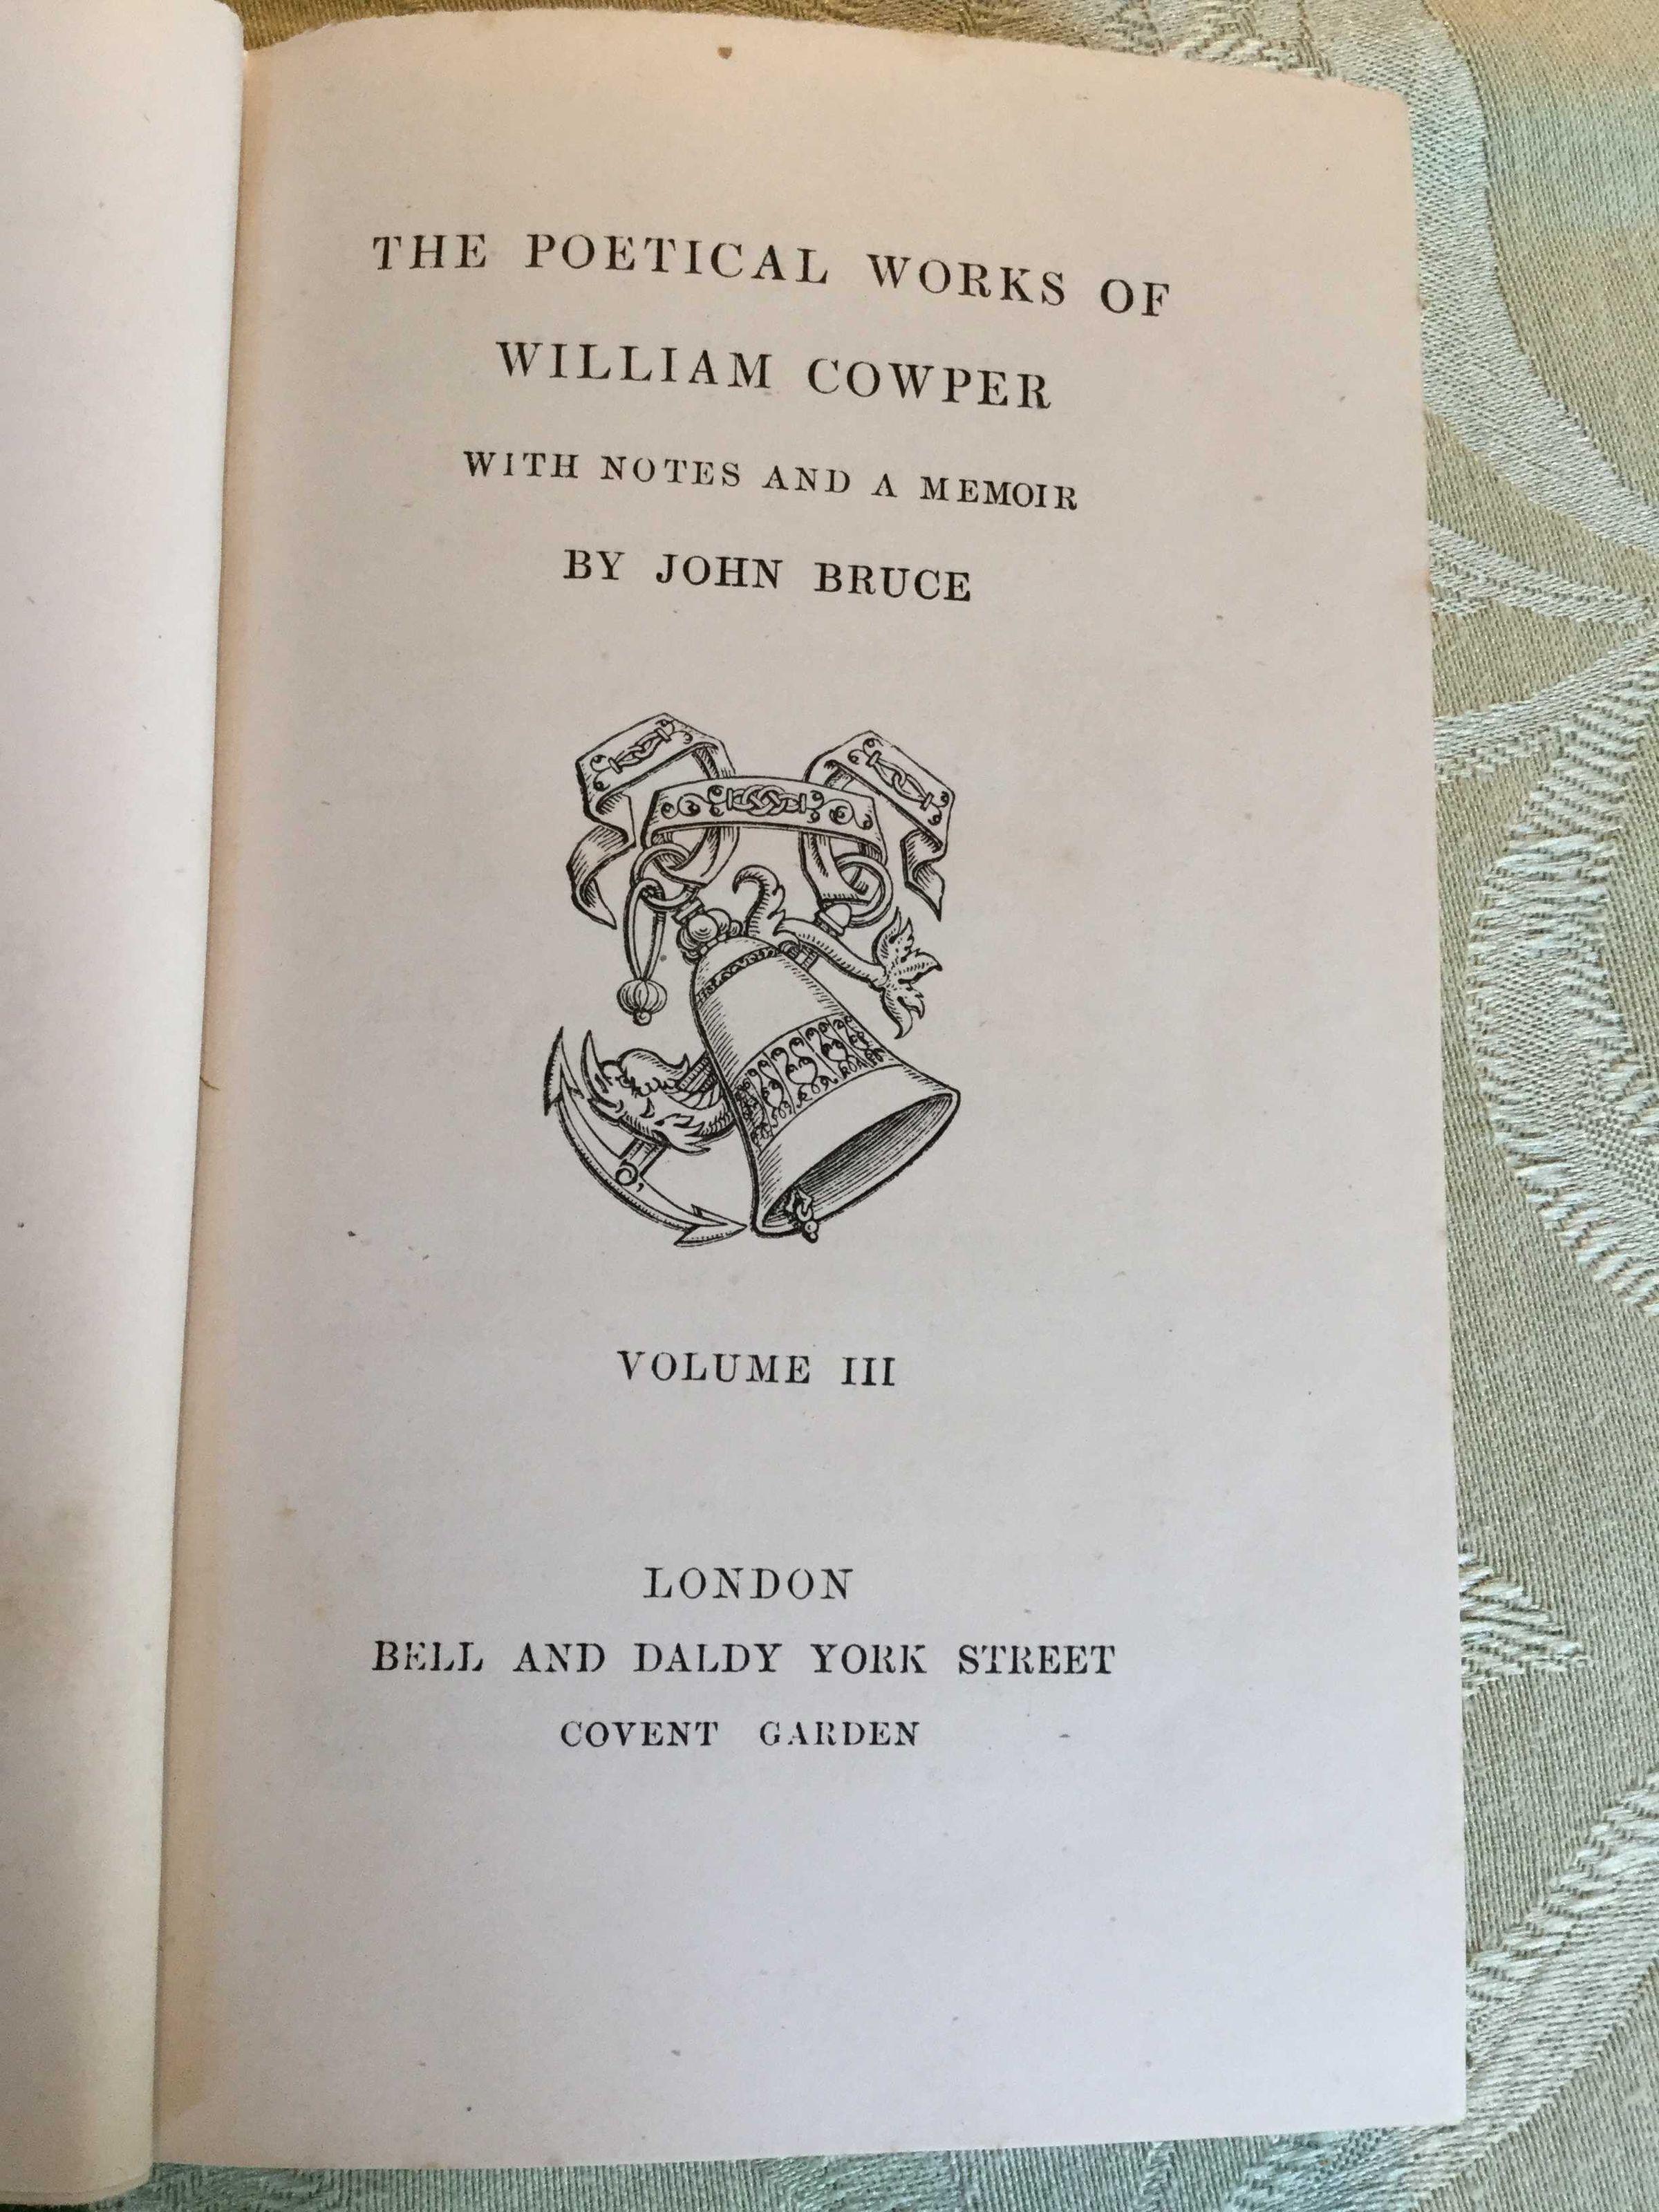 THE POETICAL WORKS OF
WILLIAM COWPER
WITH NOTES AND A MEMOIR
BY JOHN BRUCE
VOLUME III
LONDON
BELL AND DALDY YORK STREET
COVENT GARDEN